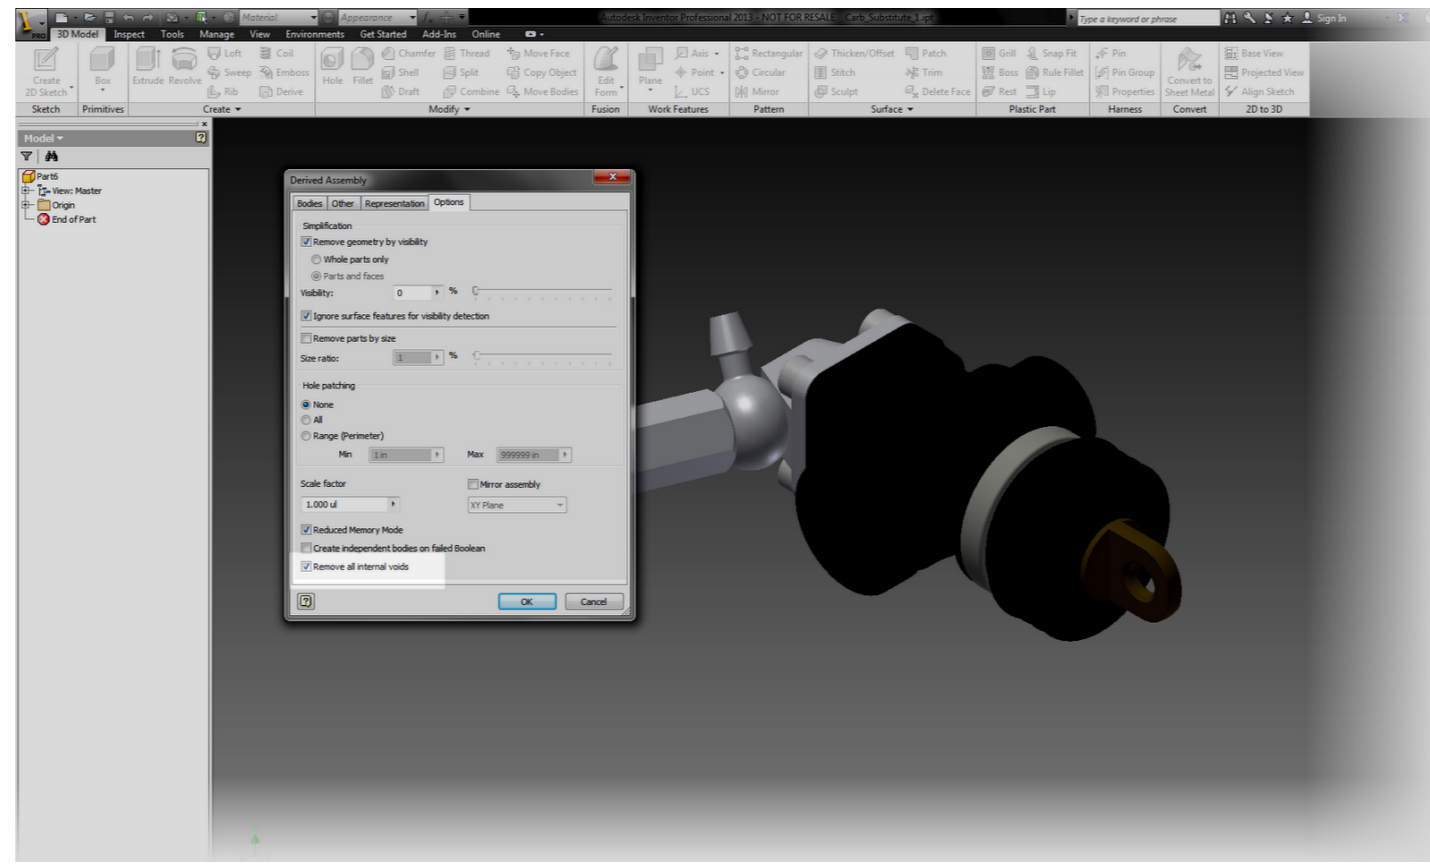 Material Appearance Autodesk Inventor Professional 2013 - NOT FOR RESALE Carb_Substitute_1.ipt Type a keyword or phrase Sign In
PRO 3D Model Inspect Tools Manage View Environments Get Started Add-Ins Online
Loft Coil Chamfer Thread Move Face Axis Rectangular Thicken/Offset Patch Grill Snap Fit Pin Base View
Create 2D Sketch Box Extrude Revolve Sweep Emboss Hole Fillet Shell Split Copy Object Edit Form Plane Point Circular Stitch Trim Boss Rule Fillet Pin Group Convert to Sheet Metal Projected View
Rib Derive Draft Combine Move Bodies UCS Mirror Sculpt Delete Face Rest Lip Properties Align Sketch
Sketch Primitives Create Modify Fusion Work Features Pattern Surface Plastic Part Harness Convert 2D to 3D
Model
Part6
View: Master
Origin
End of Part
Derived Assembly
Bodies Other Representation Options
Simplification
Remove geometry by visibility
Whole parts only
Parts and faces
Visibility: 0 %
Ignore surface features for visibility detection
Remove parts by size
Size ratio: 1 %
Hole patching
None
All
Range (Perimeter)
Min 1 in Max 999999 in
Scale factor Mirror assembly
1.000 ul XY Plane
Reduced Memory Mode
Create independent bodies on failed Boolean
Remove all internal voids
OK Cancel